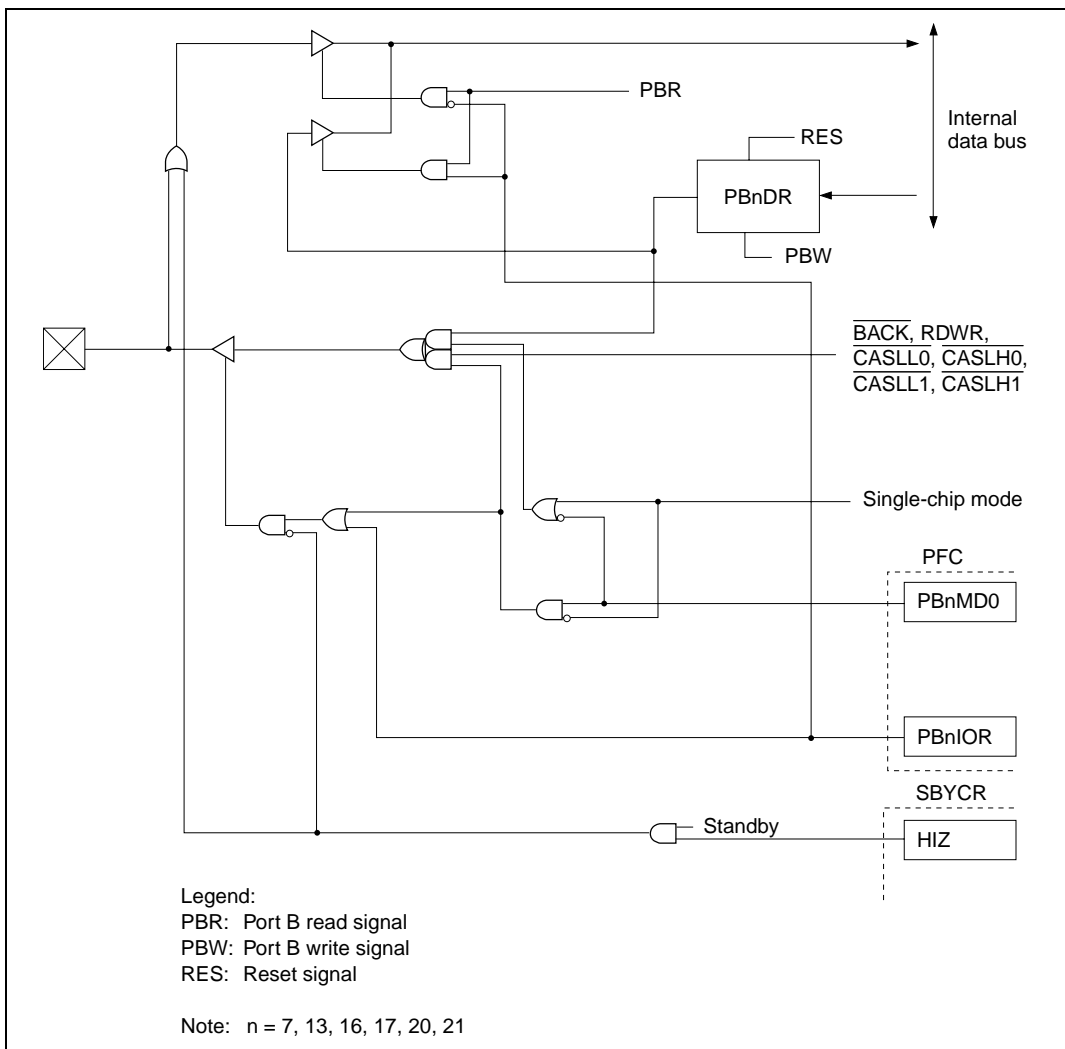 PBR
Internal
data bus
RES
PBnDR
PBW
BACK, RDWR,
CASLL0, CASLH0,
CASLL1, CASLH1
Single-chip mode
PFC
PBnMD0
PBnIOR
SBYCR
Standby
HIZ
Legend:
PBR: Port B read signal
PBW: Port B write signal
RES: Reset signal
Note: n = 7, 13, 16, 17, 20, 21